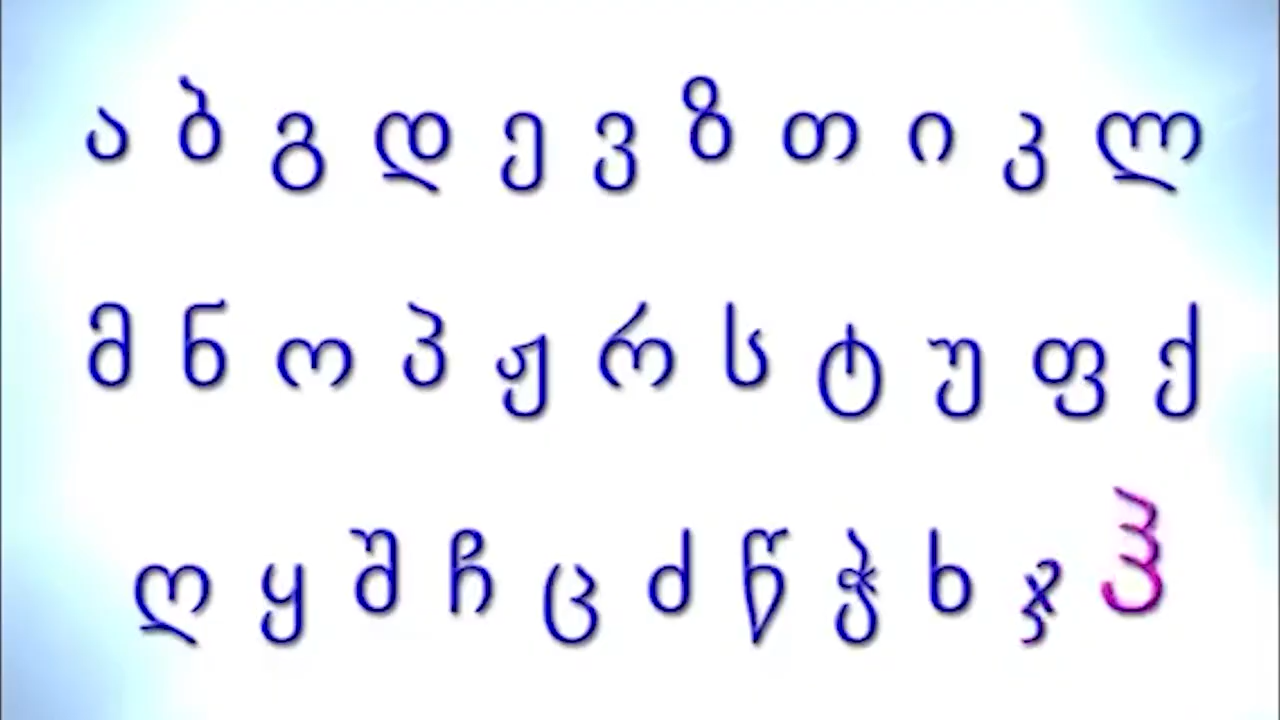 ა ბ გ დ ე ვ ზ თ ი კ ლ
მ ნ ო პ ჟ რ ს ტ უ ფ ქ
ღ ყ შ ჩ ც ძ წ ჭ ხ ჯ ჰ